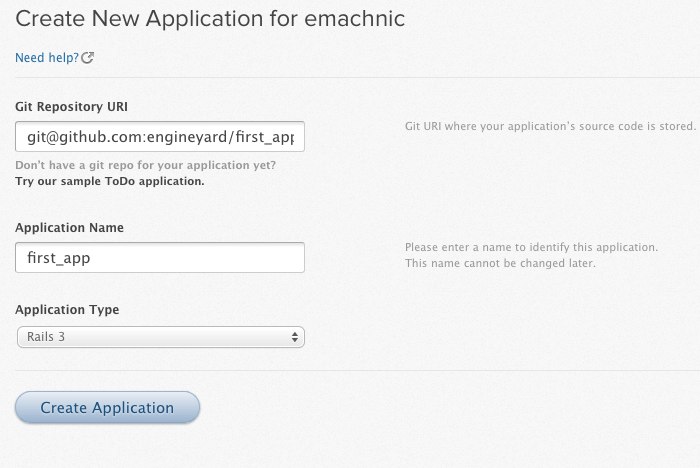 Create New Application for emachnic
Need help?
Git Repository URI
git@github.com:engineyard/first_app
Git URI where your application's source code is stored.
Don't have a git repo for your application yet?
Try our sample ToDo application.
Application Name
first_app
Please enter a name to identify this application.
This name cannot be changed later.
Application Type
Rails 3
Create Application